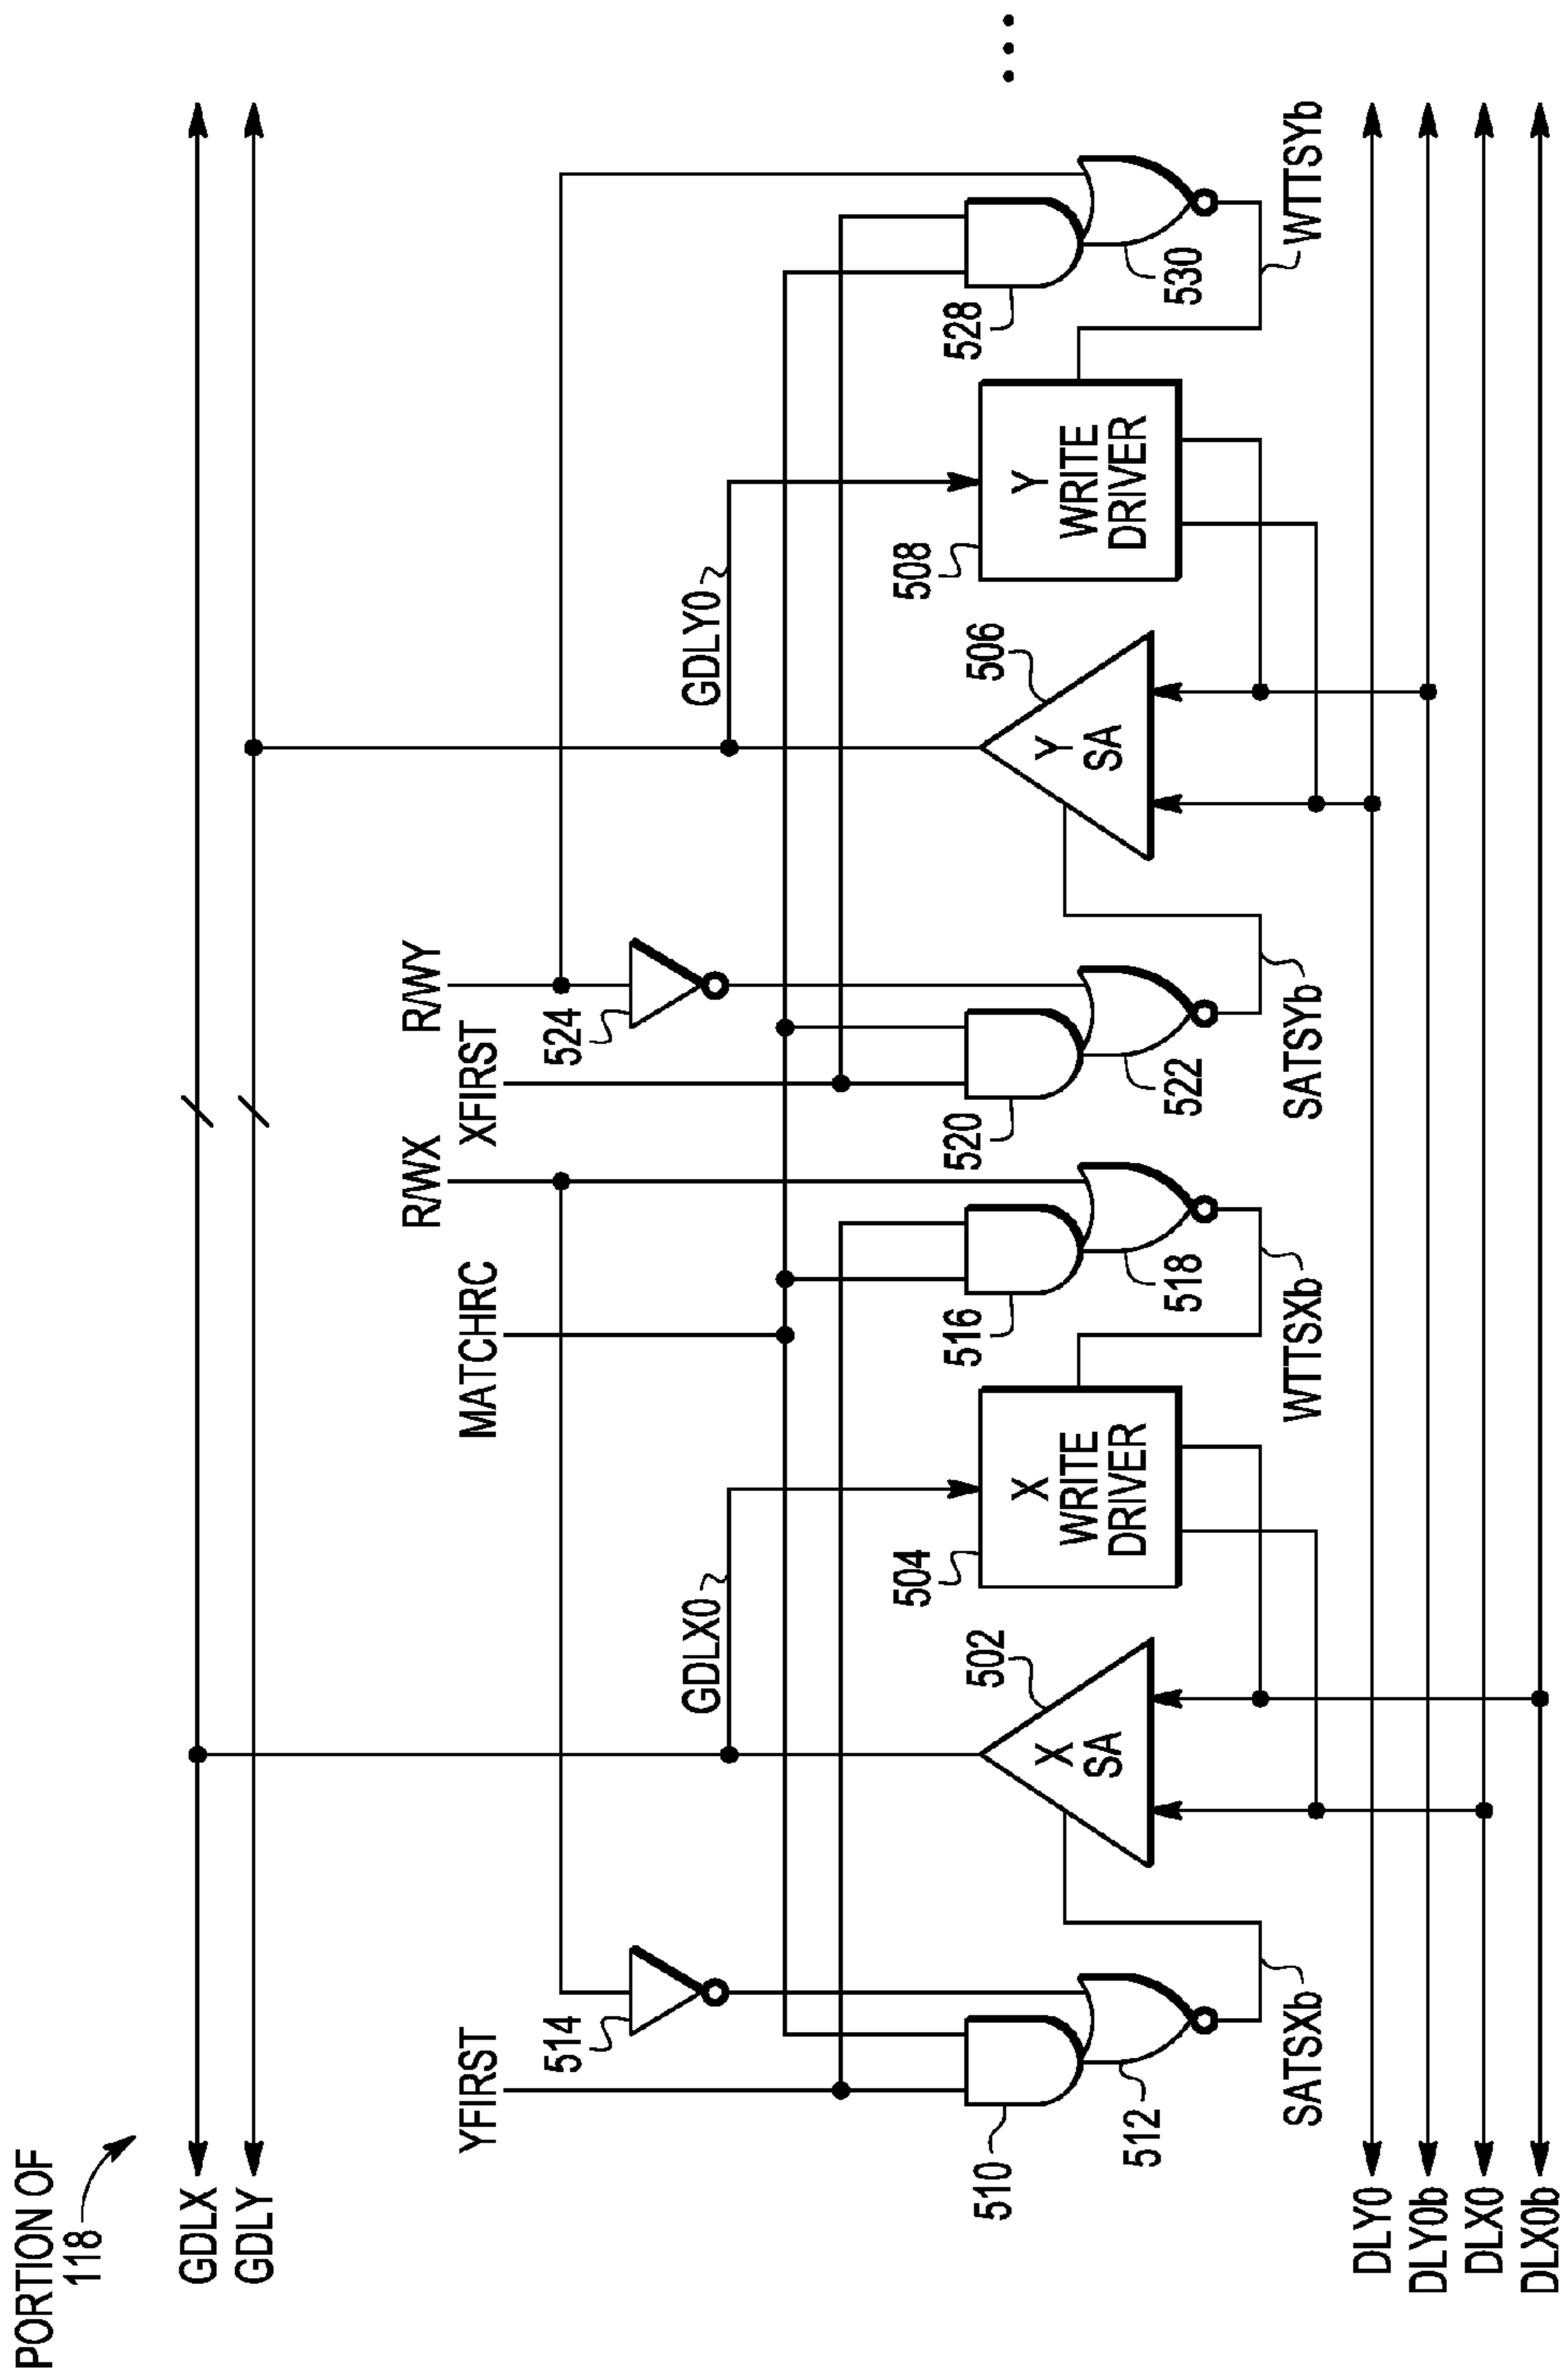 PORTION OF
118
GDLX
GDLY
YFIRST
MATCHRC
R/WX
XFIRST
R/WY
514
524
GDLX0
GDLY0
510
512
X
SA
502
X
WRITE
DRIVER
504
516
518
520
522
Y
SA
506
Y
WRITE
DRIVER
508
528
530
SATSXb
WTTSXb
SATSYb
WTTSYb
DLY0
DLY0b
DLX0
DLX0b